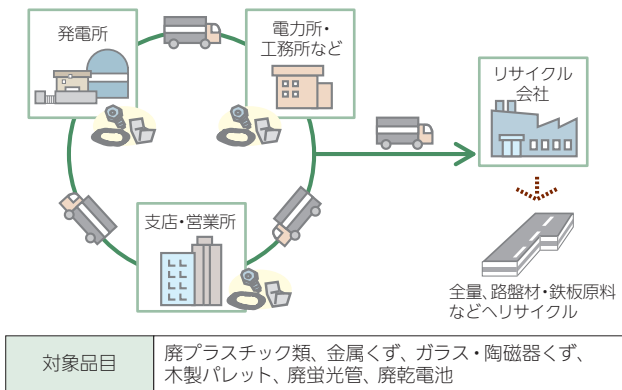 発電所
電力所・
工務所など
リサイクル
会社
支店・営業所
全量、路盤材・鉄板原料
などへリサイクル
対象品目
廃プラスチック類、金属くず、ガラス・陶磁器くず、
木製パレット、廃蛍光管、廃乾電池